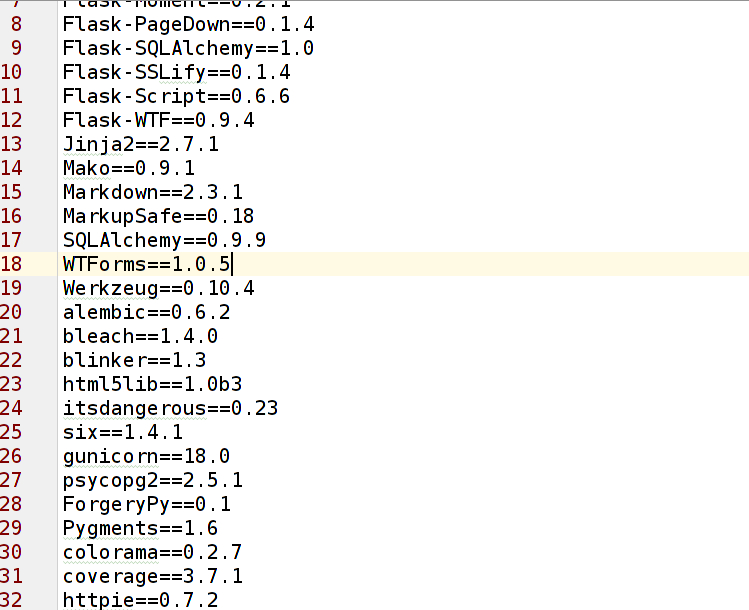 7 Flask-Moment==0.2.1
8 Flask-PageDown==0.1.4
9 Flask-SQLAlchemy==1.0
10 Flask-SSLify==0.1.4
11 Flask-Script==0.6.6
12 Flask-WTF==0.9.4
13 Jinja2==2.7.1
14 Mako==0.9.1
15 Markdown==2.3.1
16 MarkupSafe==0.18
17 SQLAlchemy==0.9.9
18 WTForms==1.0.5
19 Werkzeug==0.10.4
20 alembic==0.6.2
21 bleach==1.4.0
22 blinker==1.3
23 html5lib==1.0b3
24 itsdangerous==0.23
25 six==1.4.1
26 gunicorn==18.0
27 psycopg2==2.5.1
28 ForgeryPy==0.1
29 Pygments==1.6
30 colorama==0.2.7
31 coverage==3.7.1
32 httpie==0.7.2